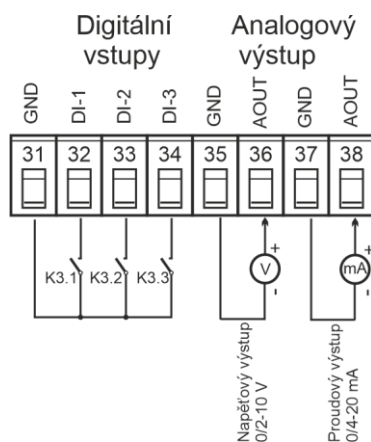 Digitální
vstupy
Analogový
výstup
GND
DI-1
DI-2
DI-3
GND
AOUT
GND
AOUT
31
32
33
34
35
36
37
38
K3.1
K3.2
K3.3
+
V
-
+
mA
-
Napěťový výstup
0/2-10 V
Proudový výstup
0/4-20 mA